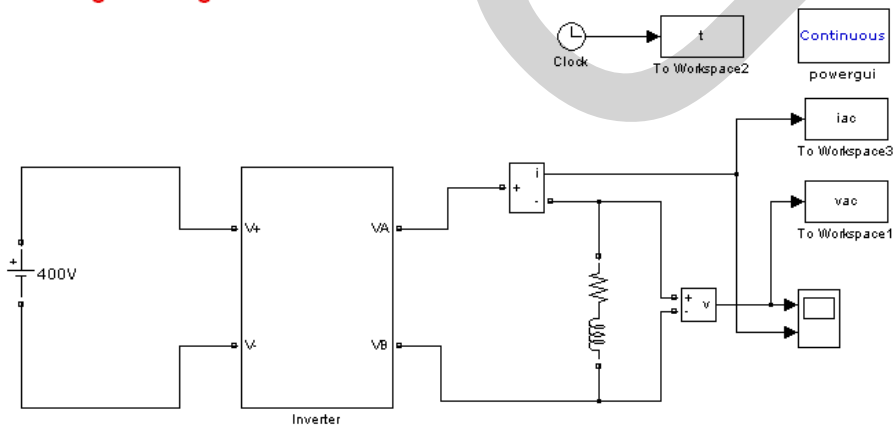 t
Continuous
Clock
To Workspace2
powergui
iac
To Workspace3
i
+
-
vac
To Workspace1
V+
VA
+
400V
+
-
v
V-
VB
Inverter